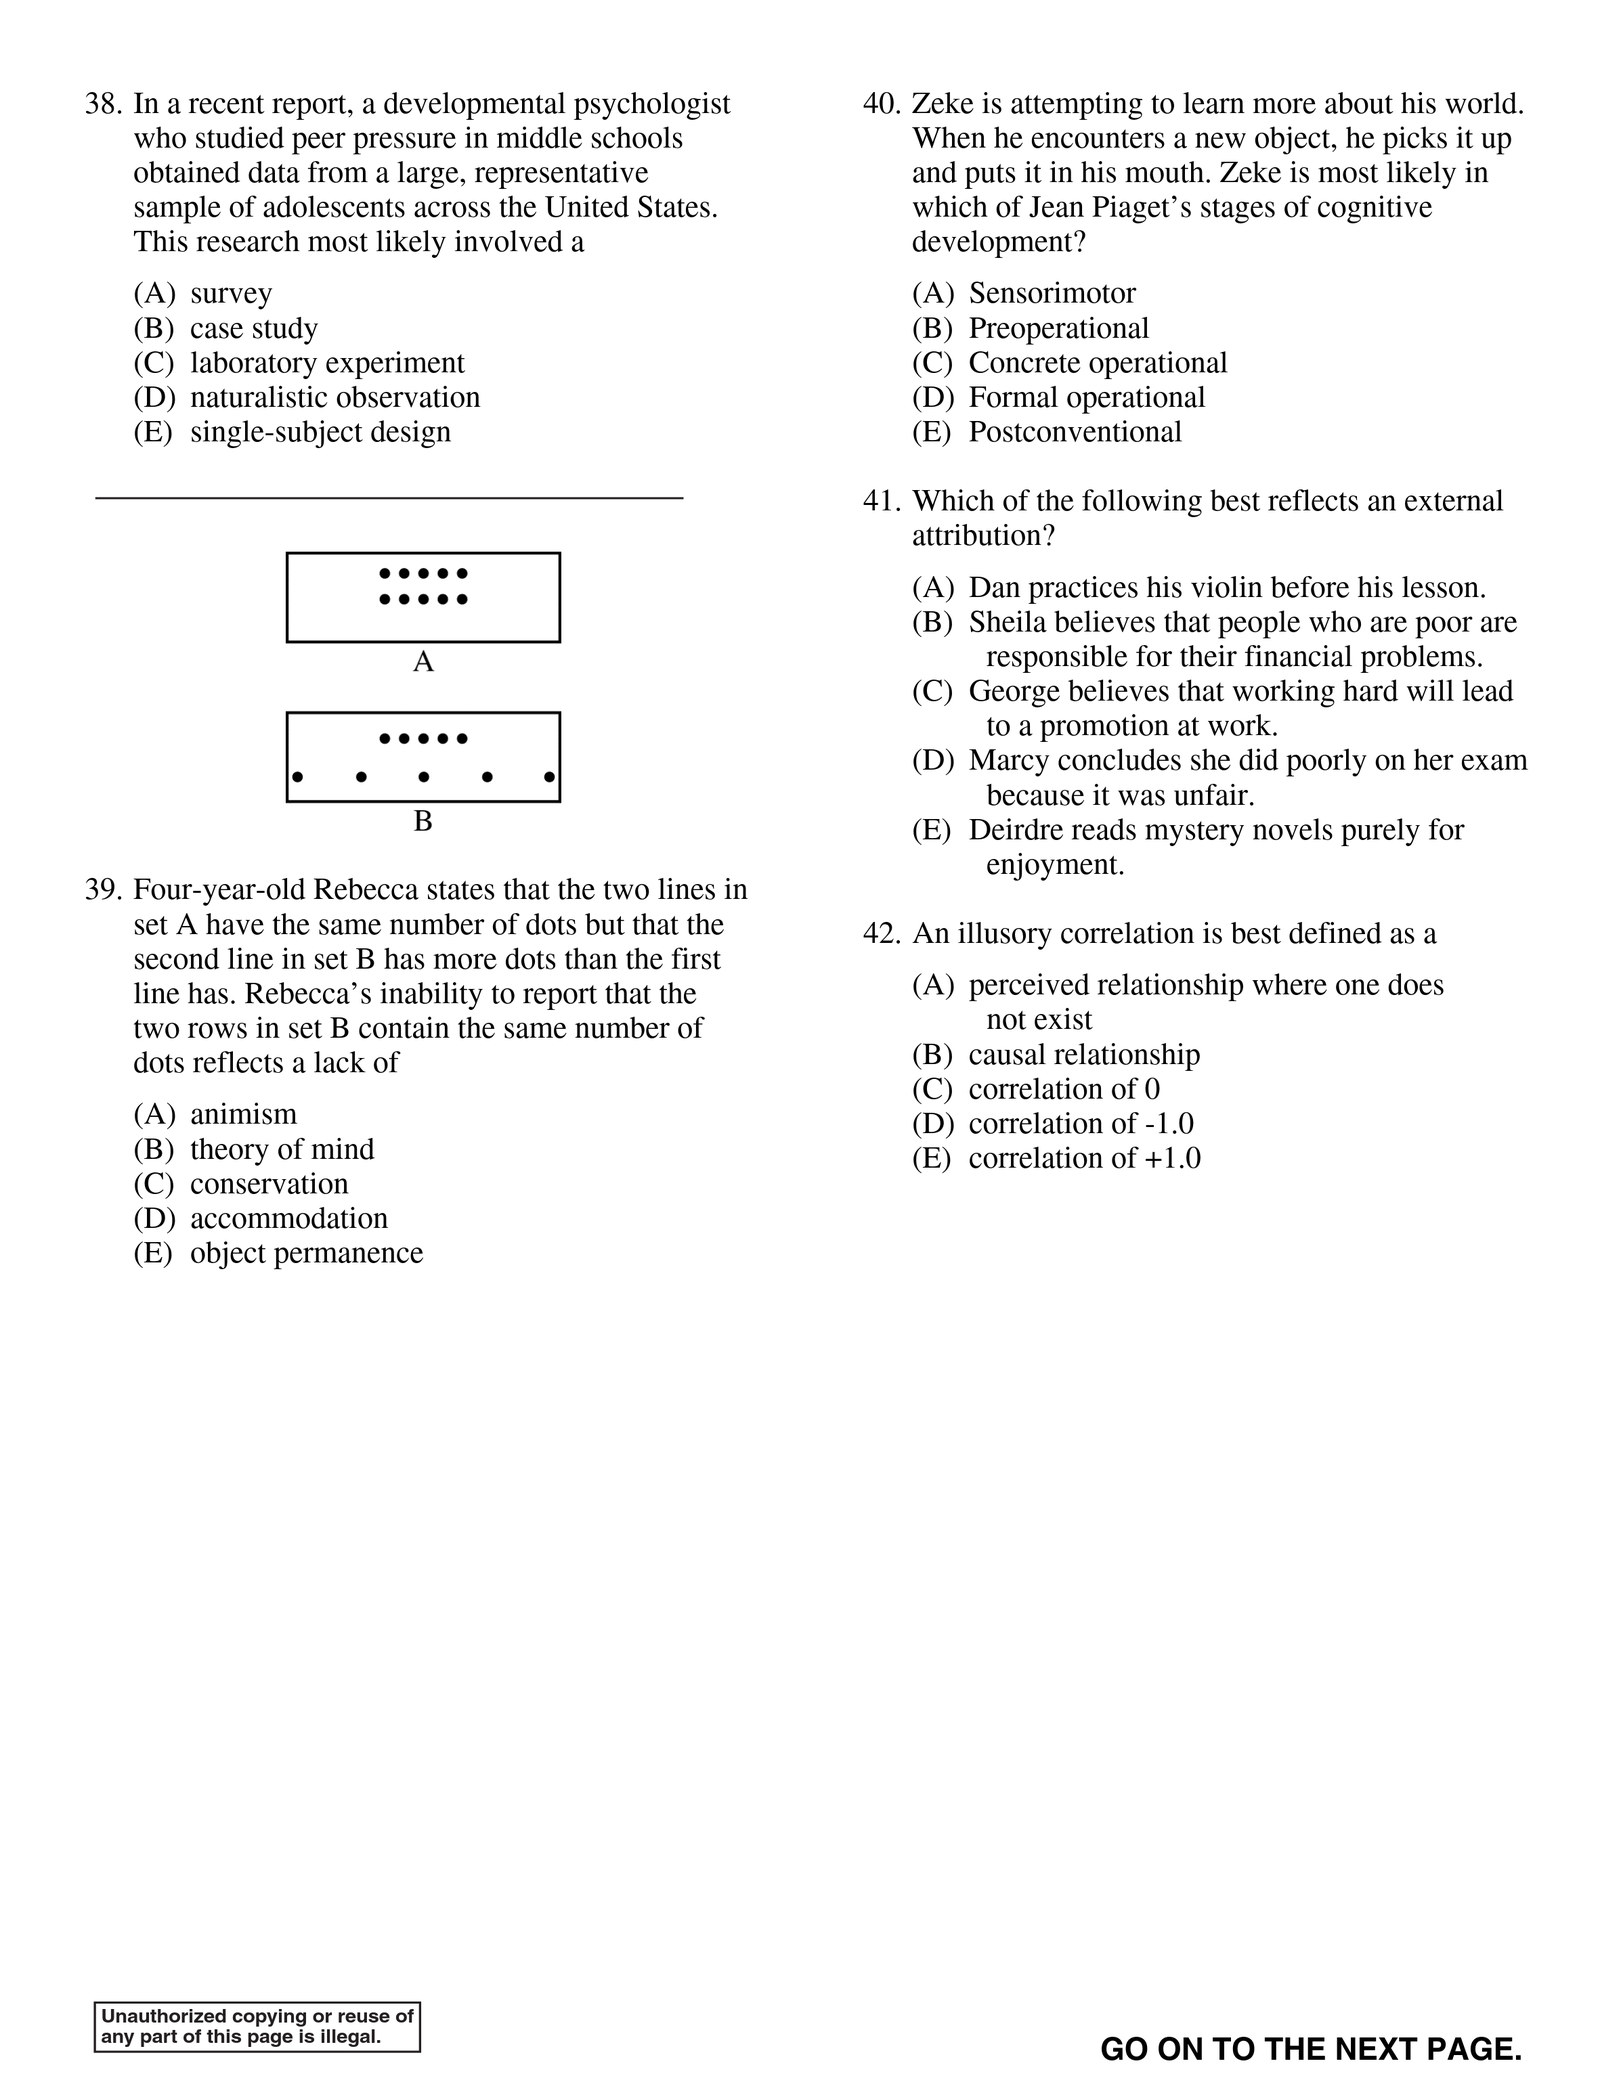 38. In a recent report, a developmental psychologist
who studied peer pressure in middle schools
obtained data from a large, representative
sample of adolescents across the United States.
This research most likely involved a
(A) survey
(B) case study
(C) laboratory experiment
(D) naturalistic observation
(E) single-subject design
A
B
39. Four-year-old Rebecca states that the two lines in
set A have the same number of dots but that the
second line in set B has more dots than the first
line has. Rebecca’s inability to report that the
two rows in set B contain the same number of
dots reflects a lack of
(A) animism
(B) theory of mind
(C) conservation
(D) accommodation
(E) object permanence
40. Zeke is attempting to learn more about his world.
When he encounters a new object, he picks it up
and puts it in his mouth. Zeke is most likely in
which of Jean Piaget’s stages of cognitive
development?
(A) Sensorimotor
(B) Preoperational
(C) Concrete operational
(D) Formal operational
(E) Postconventional
41. Which of the following best reflects an external
attribution?
(A) Dan practices his violin before his lesson.
(B) Sheila believes that people who are poor are
responsible for their financial problems.
(C) George believes that working hard will lead
to a promotion at work.
(D) Marcy concludes she did poorly on her exam
because it was unfair.
(E) Deirdre reads mystery novels purely for
enjoyment.
42. An illusory correlation is best defined as a
(A) perceived relationship where one does
not exist
(B) causal relationship
(C) correlation of 0
(D) correlation of -1.0
(E) correlation of +1.0
Unauthorized copying or reuse of
any part of this page is illegal.
GO ON TO THE NEXT PAGE.